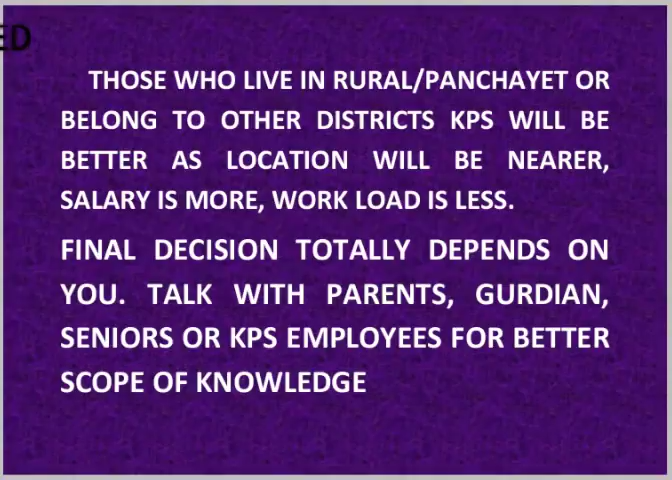 ED
THOSE WHO LIVE IN RURAL/PANCHAYET OR
BELONG TO OTHER DISTRICTS KPS WILL BE
BETTER AS LOCATION WILL BE NEARER,
SALARY IS MORE, WORK LOAD IS LESS.
FINAL DECISION TOTALLY DEPENDS ON
YOU. TALK WITH PARENTS, GURDIAN,
SENIORS OR KPS EMPLOYEES FOR BETTER
SCOPE OF KNOWLEDGE